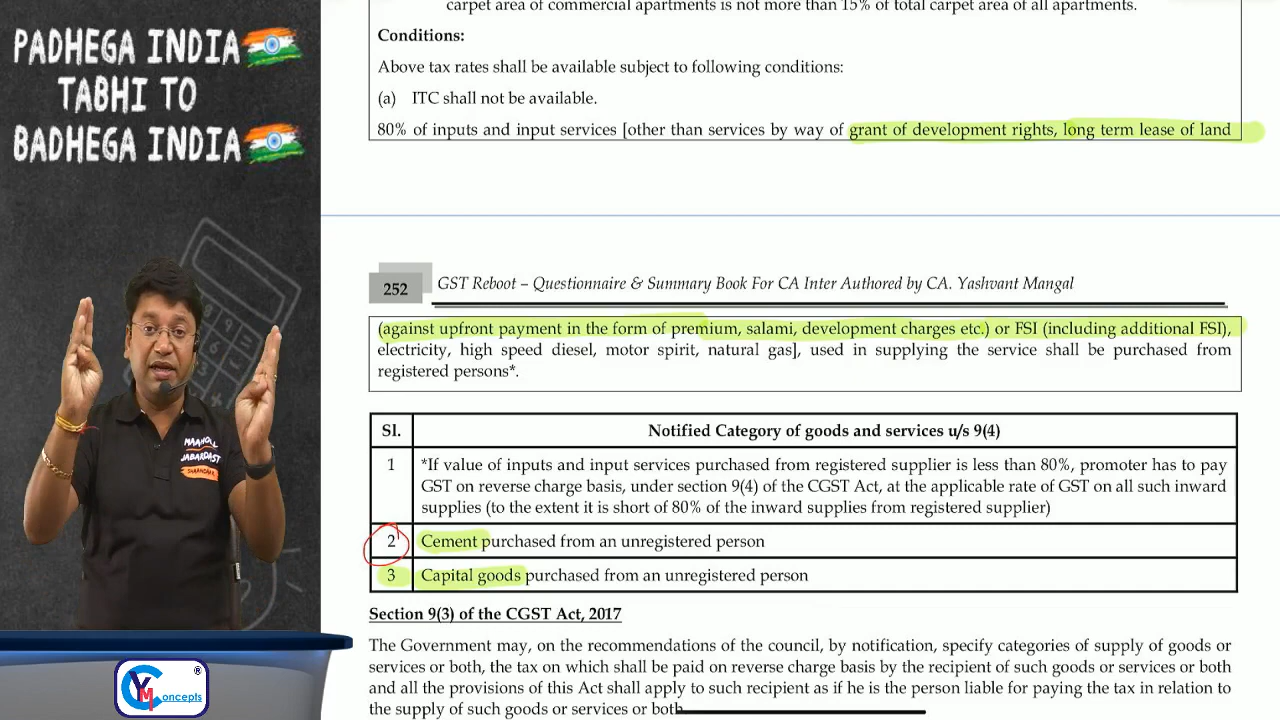 PADHEGA INDIA
TABHI TO
BADHEGA INDIA
carpet area of commercial apartments is not more than 15% of total carpet area of all apartments.
Conditions:
Above tax rates shall be available subject to following conditions:
(a) ITC shall not be available.
80% of inputs and input services [other than services by way of grant of development rights, long term lease of land
252
GST Reboot – Questionnaire & Summary Book For CA Inter Authored by CA. Yashvant Mangal
(against upfront payment in the form of premium, salami, development charges etc.) or FSI (including additional FSI),
electricity, high speed diesel, motor spirit, natural gas], used in supplying the service shall be purchased from
registered persons*.
Sl. Notified Category of goods and services u/s 9(4)
1 *If value of inputs and input services purchased from registered supplier is less than 80%, promoter has to pay
GST on reverse charge basis, under section 9(4) of the CGST Act, at the applicable rate of GST on all such inward
supplies (to the extent it is short of 80% of the inward supplies from registered supplier)
2 Cement purchased from an unregistered person
3 Capital goods purchased from an unregistered person
Section 9(3) of the CGST Act, 2017
The Government may, on the recommendations of the council, by notification, specify categories of supply of goods or
services or both, the tax on which shall be paid on reverse charge basis by the recipient of such goods or services or both
and all the provisions of this Act shall apply to such recipient as if he is the person liable for paying the tax in relation to
the supply of such goods or services or both.
JABARDAST
CYM Concepts ®